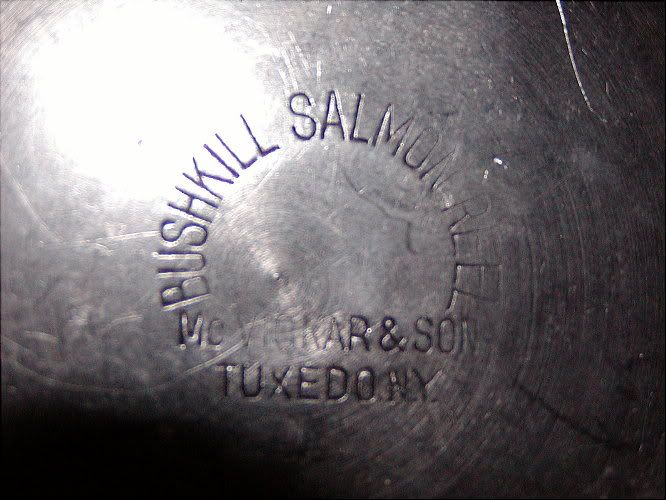 BUSHKILL SALMON REEL
Mc VICKAR & SON
TUXEDO N.Y.